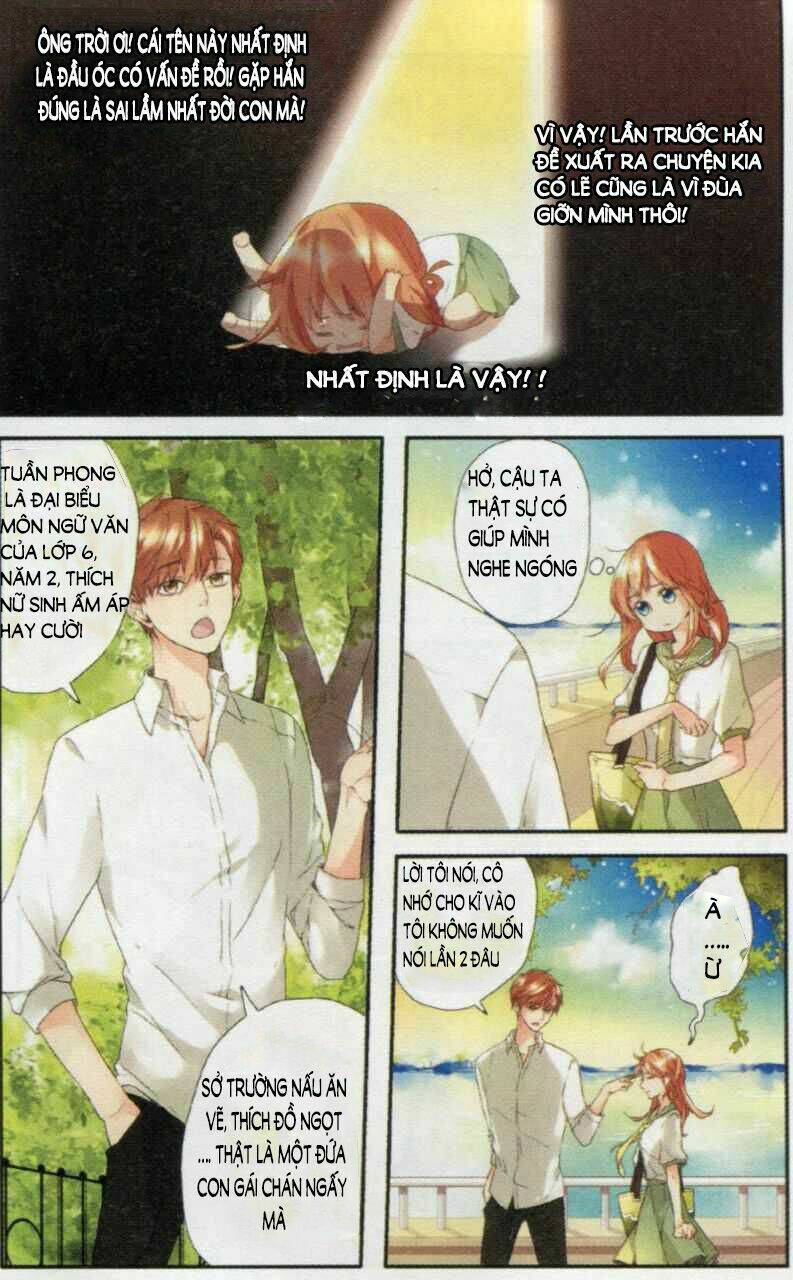 ÔNG TRỜI ƠI! CÁI TÊN NÀY NHẤT ĐỊNH
LÀ ĐẦU ÓC CÓ VẤN ĐỀ RỒI! GẶP HẮN
ĐÚNG LÀ SAI LẦM NHẤT ĐỜI CON MÀ!
VÌ VẬY! LẦN TRƯỚC HẮN
ĐỀ XUẤT RA CHUYỆN KIA
CÓ LẼ CŨNG LÀ VÌ ĐÙA
GIỠN MÌNH THÔI!
NHẤT ĐỊNH LÀ VẬY! !
TUẤN PHONG
LÀ ĐẠI BIỂU
MÔN NGỮ VĂN
CỦA LỚP 6,
NĂM 2, THÍCH
NỮ SINH ẤM ÁP
HAY CƯỜI
SỞ TRƯỜNG NẤU ĂN
VẼ, THÍCH ĐỒ NGỌT
.... THẬT LÀ MỘT ĐỨA
CON GÁI CHÁN NGẤY
MÀ
HỞ, CẬU TA
THẬT SỰ CÓ
GIÚP MÌNH
NGHE NGÓNG
LỜI TÔI NÓI, CÔ
NHỚ CHO KĨ VÀO
TÔI KHÔNG MUỐN
NÓI LẦN 2 ĐÂU
À
.....
Ừ